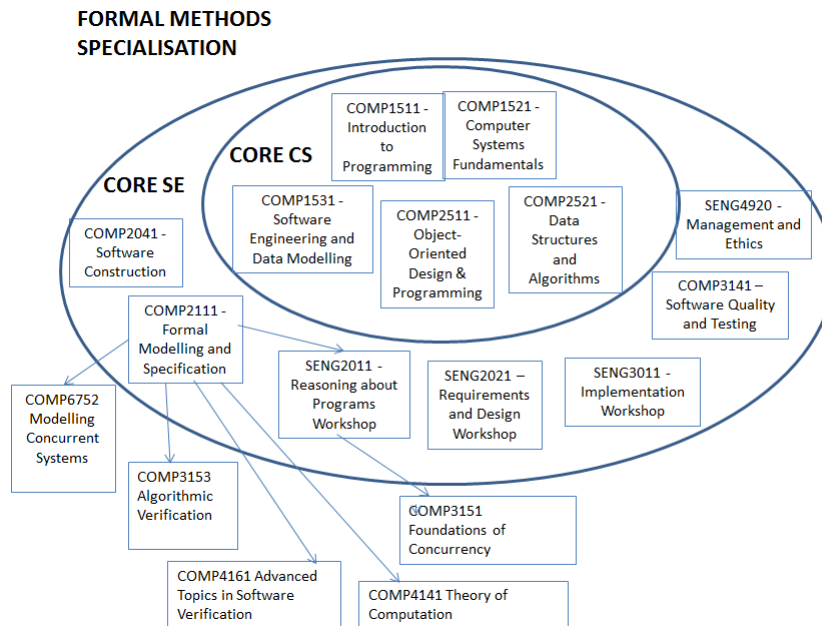 FORMAL METHODS
SPECIALISATION
COMP1511 -
Introduction
to
Programming
COMP1521 -
Computer
Systems
Fundamentals
CORE CS
CORE SE
COMP1531 -
Software
Engineering and
Data Modelling
COMP2511 -
Object-
Oriented
Design &
Programming
COMP2521 -
Data
Structures
and
Algorithms
SENG4920 -
Management and
Ethics
COMP2041 -
Software
Construction
COMP3141 –
Software Quality
and Testing
COMP2111 -
Formal
Modelling and
Specification
SENG2011 -
Reasoning about
Programs
Workshop
SENG2021 –
Requirements
and Design
Workshop
SENG3011 -
Implementation
Workshop
COMP6752
Modelling
Concurrent
Systems
COMP3153
Algorithmic
Verification
COMP3151
Foundations of
Concurrency
COMP4161 Advanced
Topics in Software
Verification
COMP4141 Theory of
Computation